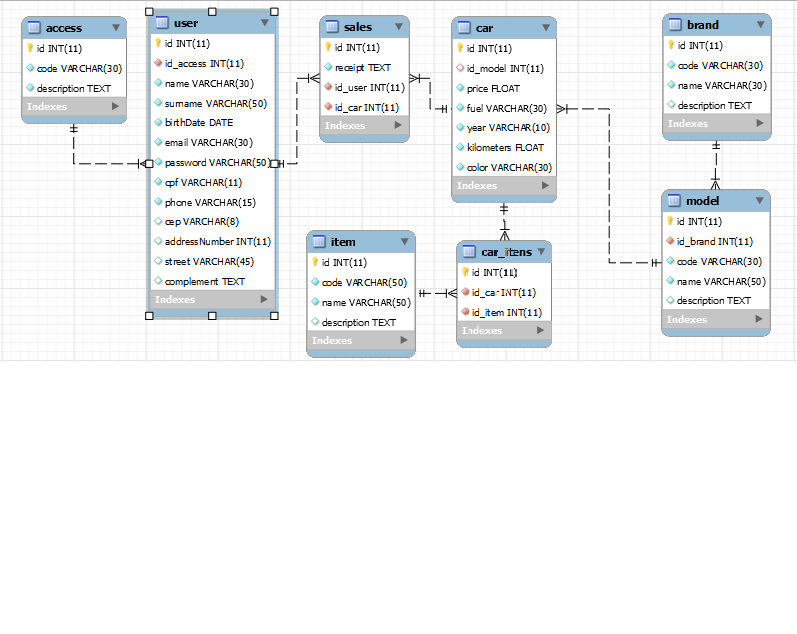 access
id INT(11)
code VARCHAR(30)
description TEXT
Indexes
user
id INT(11)
id_access INT(11)
name VARCHAR(30)
surname VARCHAR(50)
birthDate DATE
email VARCHAR(30)
password VARCHAR(50)
cpf VARCHAR(11)
phone VARCHAR(15)
cep VARCHAR(8)
addressNumber INT(11)
street VARCHAR(45)
complement TEXT
Indexes
sales
id INT(11)
receipt TEXT
id_user INT(11)
id_car INT(11)
Indexes
car
id INT(11)
id_model INT(11)
price FLOAT
fuel VARCHAR(30)
year VARCHAR(10)
kilometers FLOAT
color VARCHAR(30)
Indexes
brand
id INT(11)
code VARCHAR(30)
name VARCHAR(30)
description TEXT
Indexes
item
id INT(11)
code VARCHAR(50)
name VARCHAR(50)
description TEXT
Indexes
car_itens
id INT(11)
id_car INT(11)
id_item INT(11)
Indexes
model
id INT(11)
id_brand INT(11)
code VARCHAR(30)
name VARCHAR(50)
description TEXT
Indexes